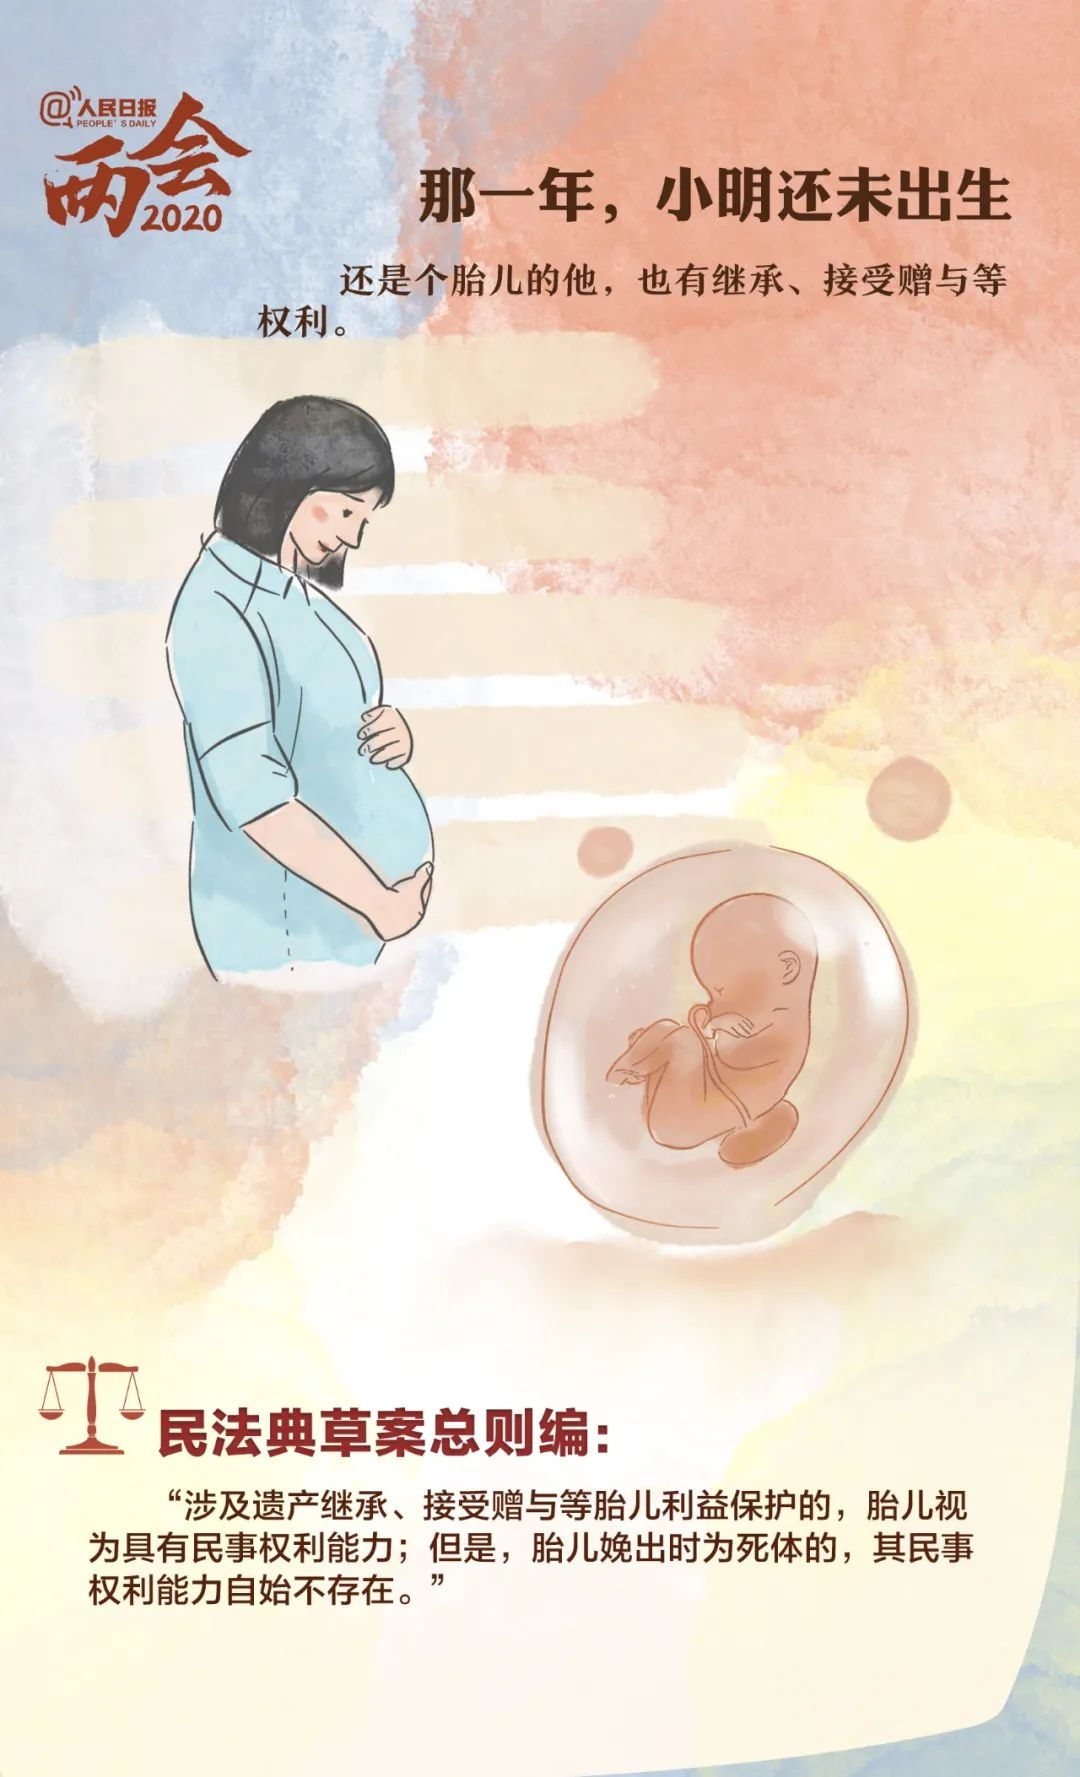 @人民日报
PEOPLE'S DAILY
两会
2020
那一年，小明还未出生
还是个胎儿的他，也有继承、接受赠与等
权利。
民法典草案总则编：
“涉及遗产继承、接受赠与等胎儿利益保护的，胎儿视
为具有民事权利能力；但是，胎儿娩出时为死体的，其民事
权利能力自始不存在。”